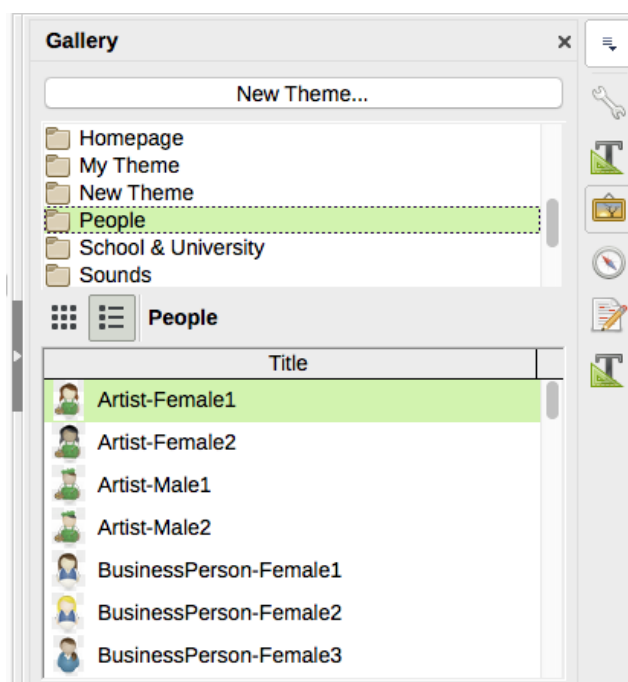 Gallery
New Theme...
Homepage
My Theme
New Theme
People
School & University
Sounds
People
Title
Artist-Female1
Artist-Female2
Artist-Male1
Artist-Male2
BusinessPerson-Female1
BusinessPerson-Female2
BusinessPerson-Female3